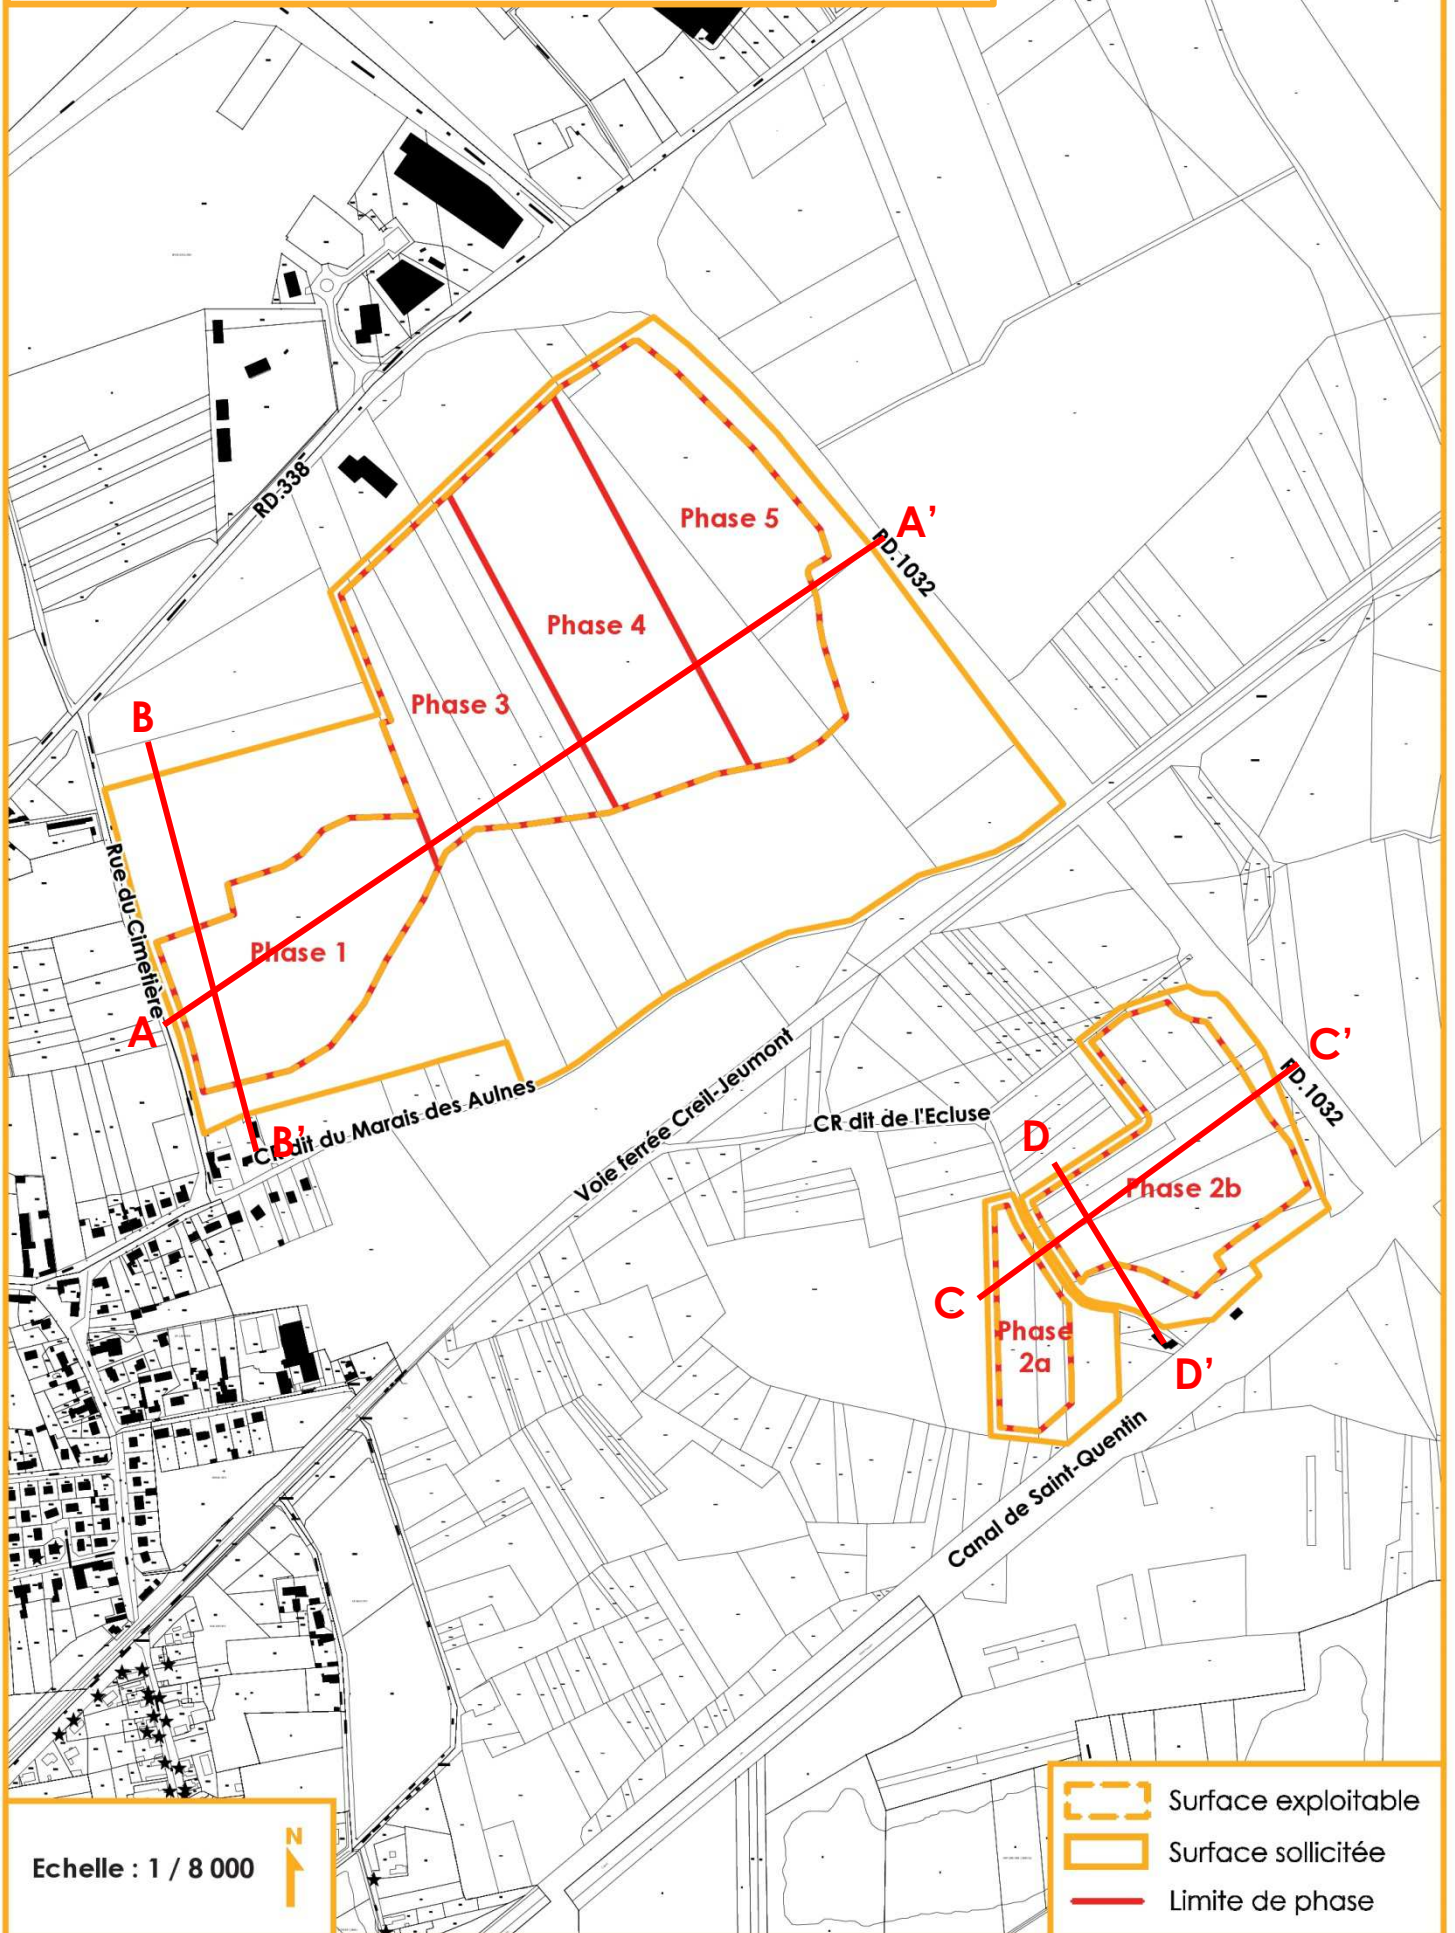 RD.338
Phase 5
A'
RD.1032
Phase 4
Phase 3
B
Rue du Cimetière
Phase 1
A
B'
CR dit du Marais des Aulnes
Voie ferrée Creil-Jeumont
CR dit de l'Ecluse
C'
RD.1032
D
Phase 2b
C
Phase
2a
D'
Canal de Saint-Quentin
Surface exploitable
Surface sollicitée
Limite de phase
N
Echelle : 1 / 8 000